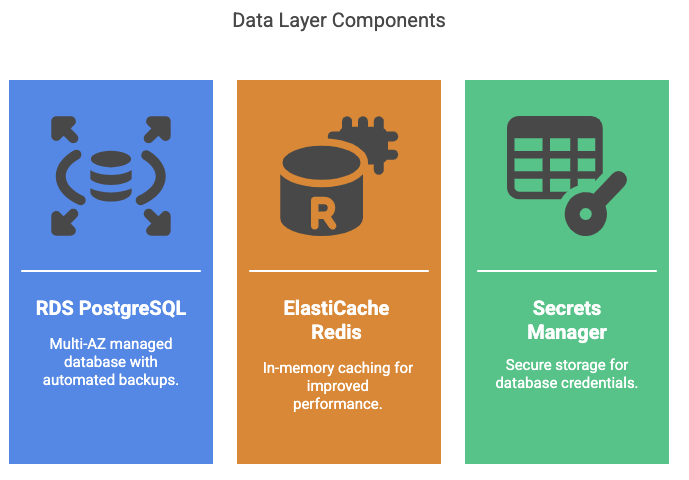 Data Layer Components
R
RDS PostgreSQL
Multi-AZ managed
database with
automated backups.
ElastiCache
Redis
In-memory caching for
improved
performance.
Secrets
Manager
Secure storage for
database credentials.